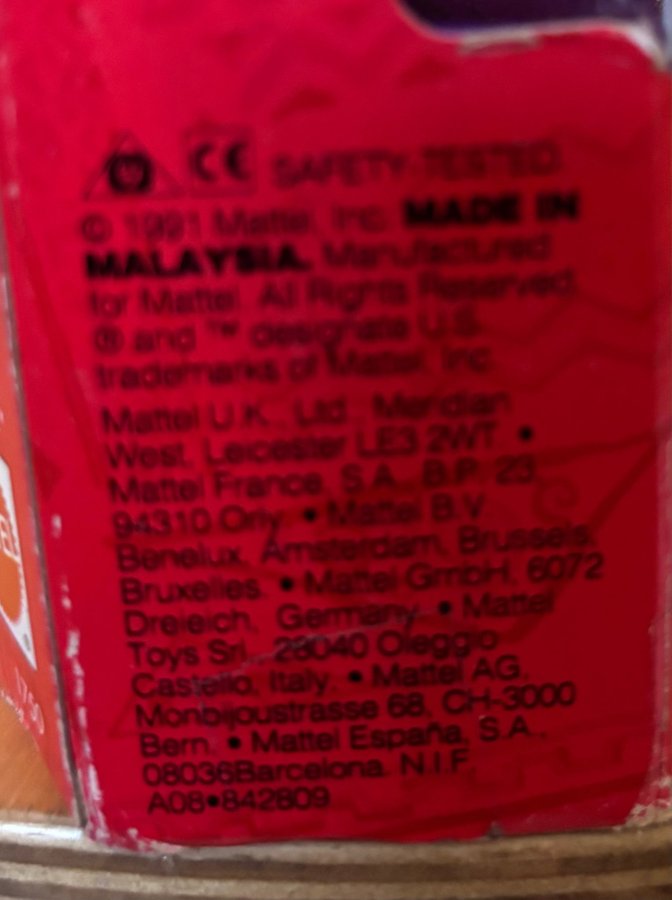 CE SAFETY-TESTED.
© 1991 Mattel, Inc. MADE IN
MALAYSIA. Manufactured
for Mattel. All Rights Reserved.
® and ™ designate U.S.
trademarks of Mattel, Inc.
Mattel U.K., Ltd., Meridian
West, Leicester LE3 2WT. •
Mattel France, S.A., B.P. 23,
94310 Orly. • Mattel B.V.
Benelux, Amsterdam, Brussels,
Bruxelles. • Mattel GmbH, 6072
Dreieich, Germany. • Mattel
Toys Srl., 28040 Oleggio
Castello, Italy. • Mattel AG,
Monbijoustrasse 68, CH-3000
Bern. • Mattel España, S.A.,
08036Barcelona. N.I.F.
A08•842809